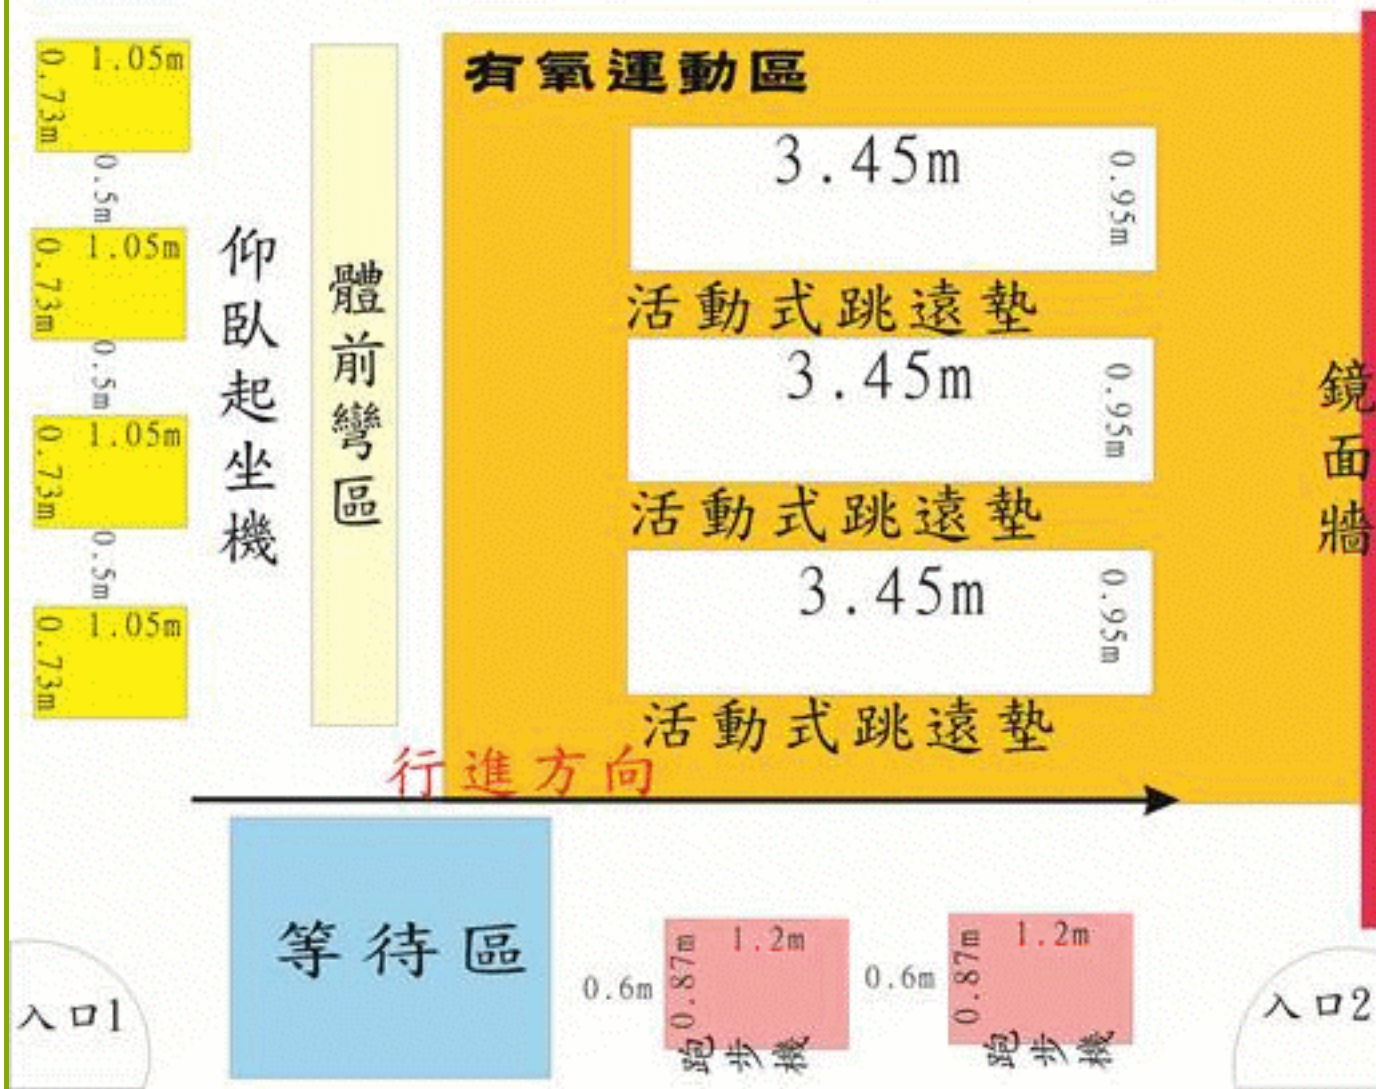 1.05m
0.73m
0.5m
1.05m
0.73m
0.5m
1.05m
0.73m
0.5m
1.05m
0.73m
仰臥起坐機
體前彎區
有氧運動區
3.45m
0.95m
活動式跳遠墊
3.45m
0.95m
活動式跳遠墊
3.45m
0.95m
活動式跳遠墊
鏡面牆
行進方向
等待區
0.6m
1.2m
0.87m
跑步機
0.6m
1.2m
0.87m
跑步機
入口1
入口2